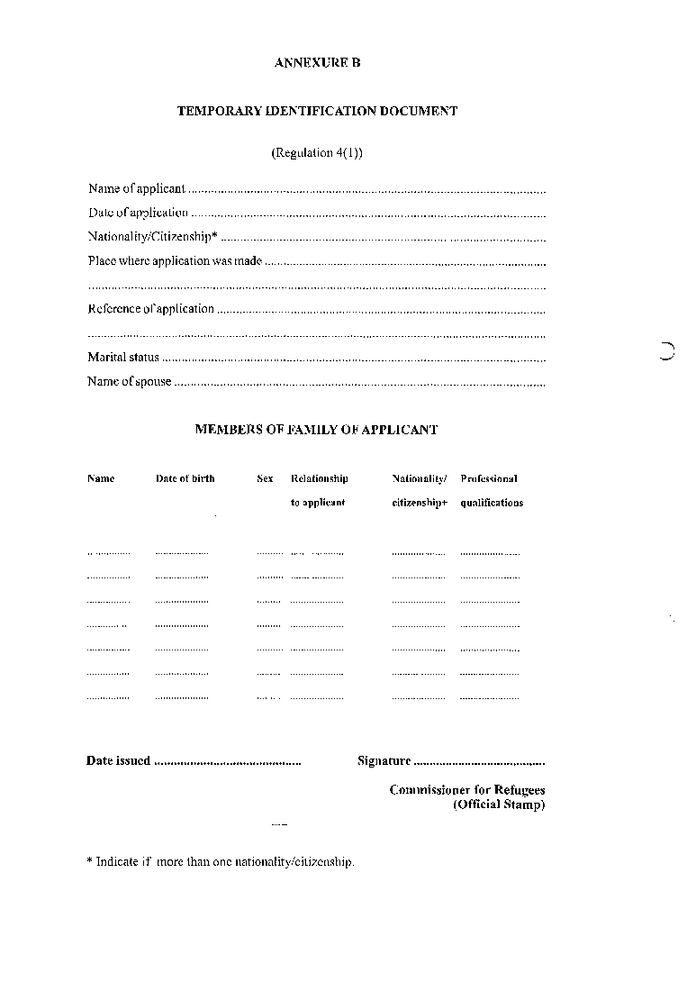 ANNEXURE B
TEMPORARY IDENTIFICATION DOCUMENT
(Regulation 4(1))
Name of applicant ..........
Date of application ..........
Nationality/Citizenship* ..........
Place where application was made ..........
..........
Reference of application ..........
..........
Marital status ..........
Name of spouse ..........
MEMBERS OF FAMILY OF APPLICANT
Name Date of birth Sex Relationship Nationality/ Professional
to applicant citizenship+ qualifications
Date issued .......... Signature ..........
Commissioner for Refugees
(Official Stamp)
* Indicate if more than one nationality/citizenship.